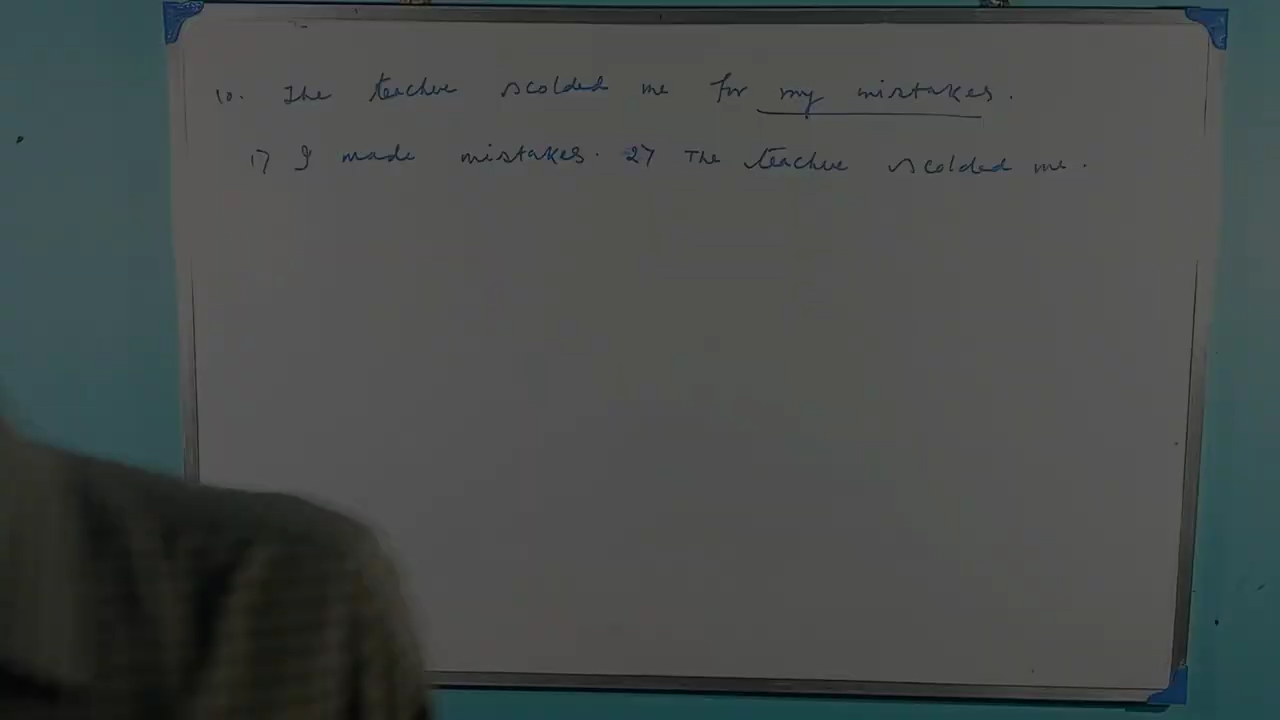 10. The teacher scolded me for my mistakes.
1) I made mistakes. 2) The teacher scolded me.